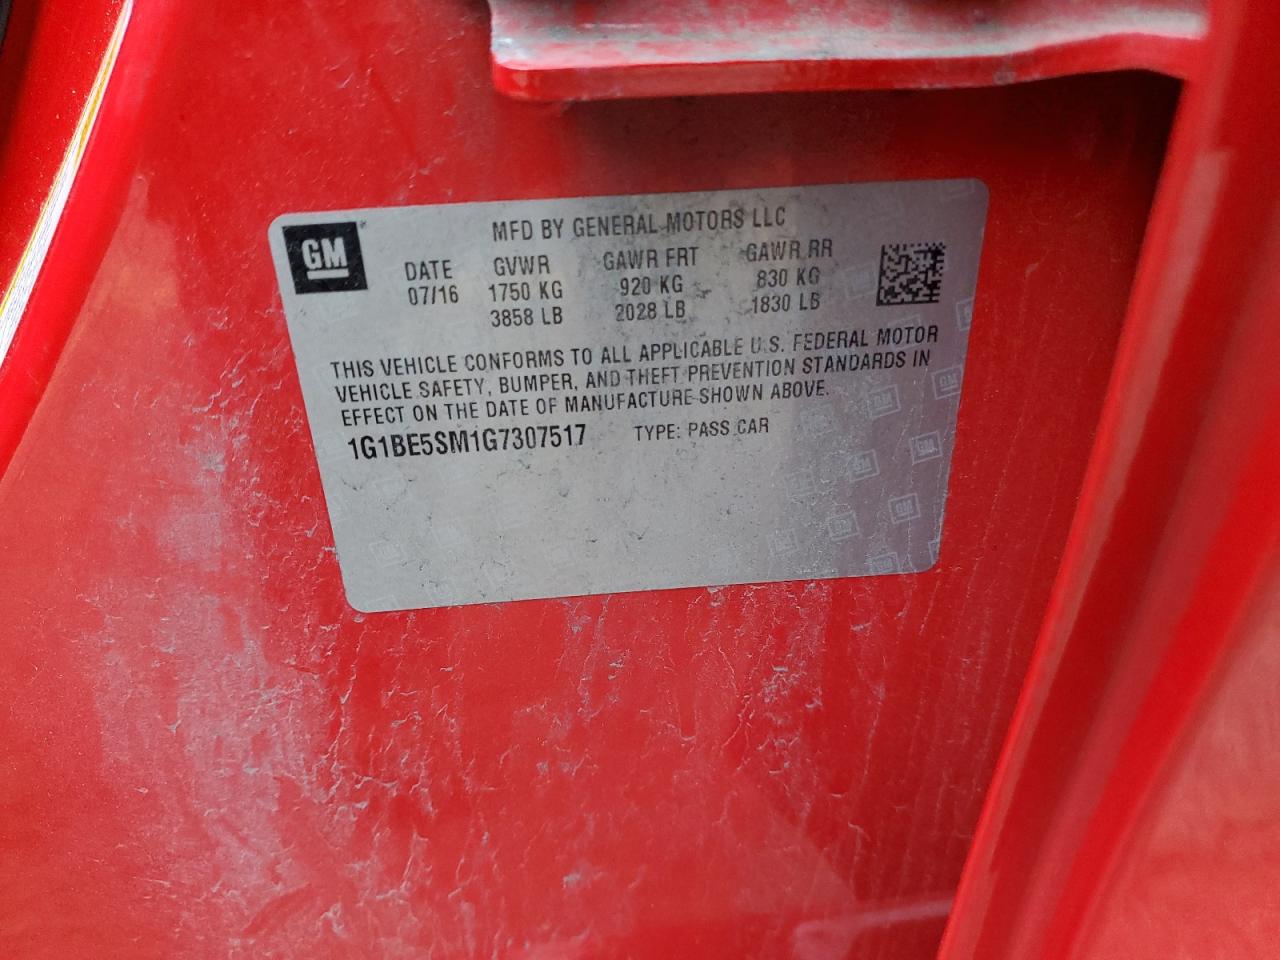 MFD BY GENERAL MOTORS LLC
GM
DATE GVWR GAWR FRT GAWR RR
07/16 1750 KG 920 KG 830 KG
3858 LB 2028 LB 1830 LB
THIS VEHICLE CONFORMS TO ALL APPLICABLE U.S. FEDERAL MOTOR
VEHICLE SAFETY, BUMPER, AND THEFT PREVENTION STANDARDS IN
EFFECT ON THE DATE OF MANUFACTURE SHOWN ABOVE.
1G1BE5SM1G7307517 TYPE: PASS CAR